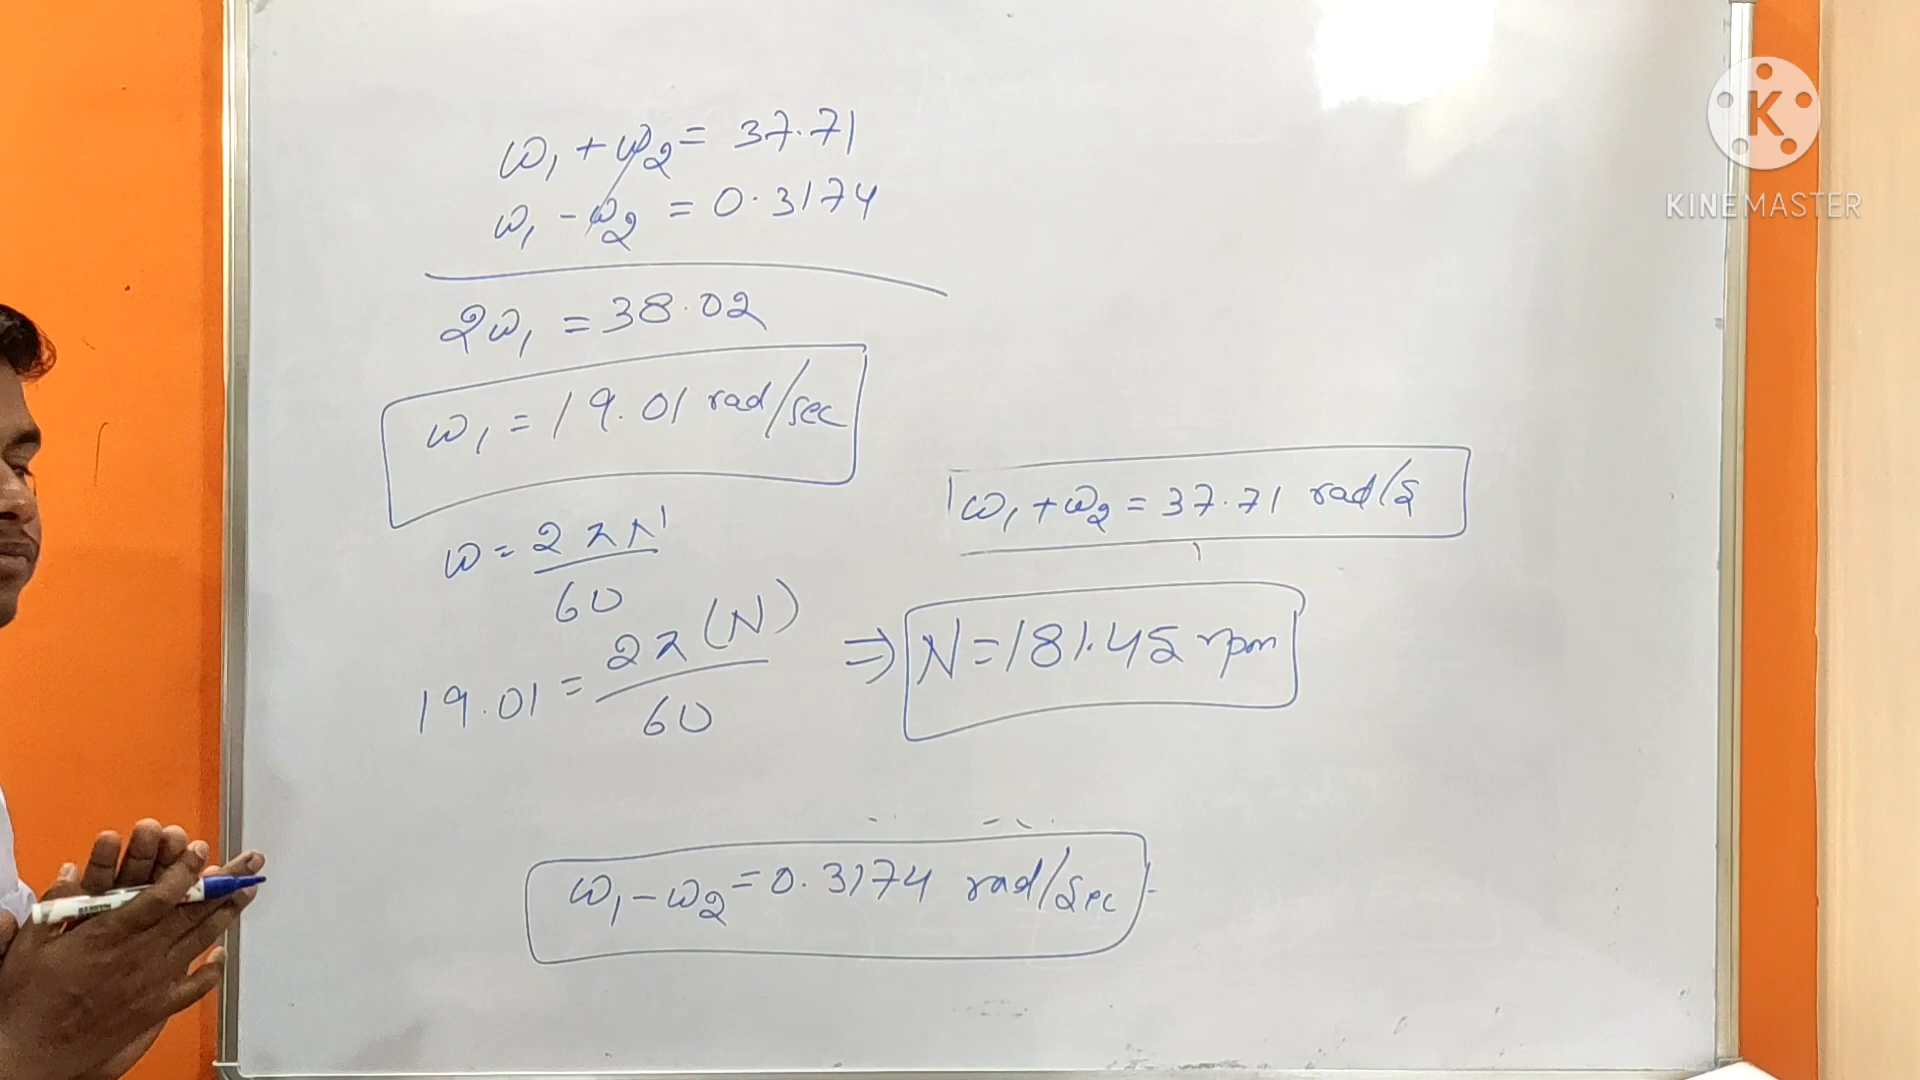 ω₁ + ω₂ = 37.71
ω₁ - ω₂ = 0.3174
2ω₁ = 38.02
ω₁ = 19.01 rad/sec
ω = 2πN/60
19.01 = 2π(N)/60 ⇒ N = 181.45 rpm
ω₁ + ω₂ = 37.71 rad/s
ω₁ - ω₂ = 0.3174 rad/sec
K
KINEMASTER